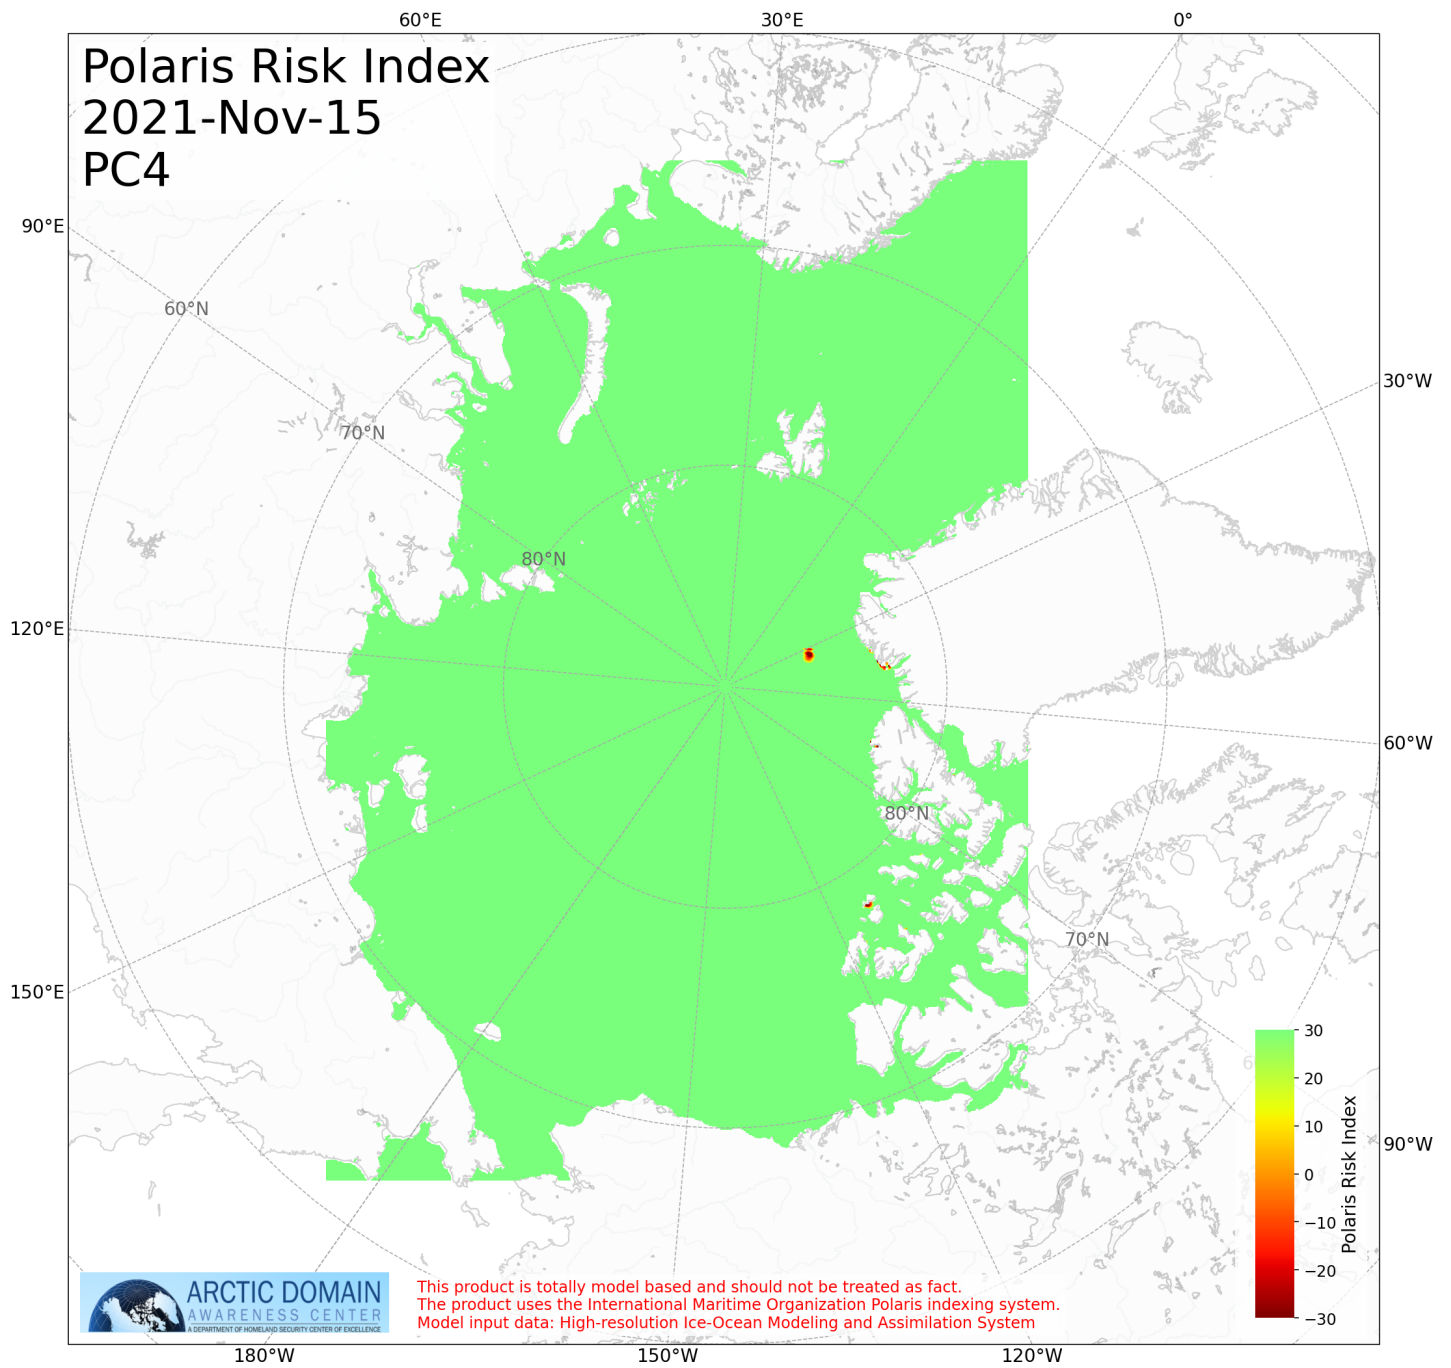 60°E 30°E 0°
Polaris Risk Index
2021-Nov-15
PC4
90°E
60°N
30°W
70°N
80°N
120°E
60°W
80°N
70°N
150°E
30
20
10
0
−10
−20
−30
Polaris Risk Index
90°W
ARCTIC DOMAIN
AWARENESS CENTER
A DEPARTMENT OF HOMELAND SECURITY CENTER OF EXCELLENCE
This product is totally model based and should not be treated as fact.
The product uses the International Maritime Organization Polaris indexing system.
Model input data: High-resolution Ice-Ocean Modeling and Assimilation System
180°W 150°W 120°W